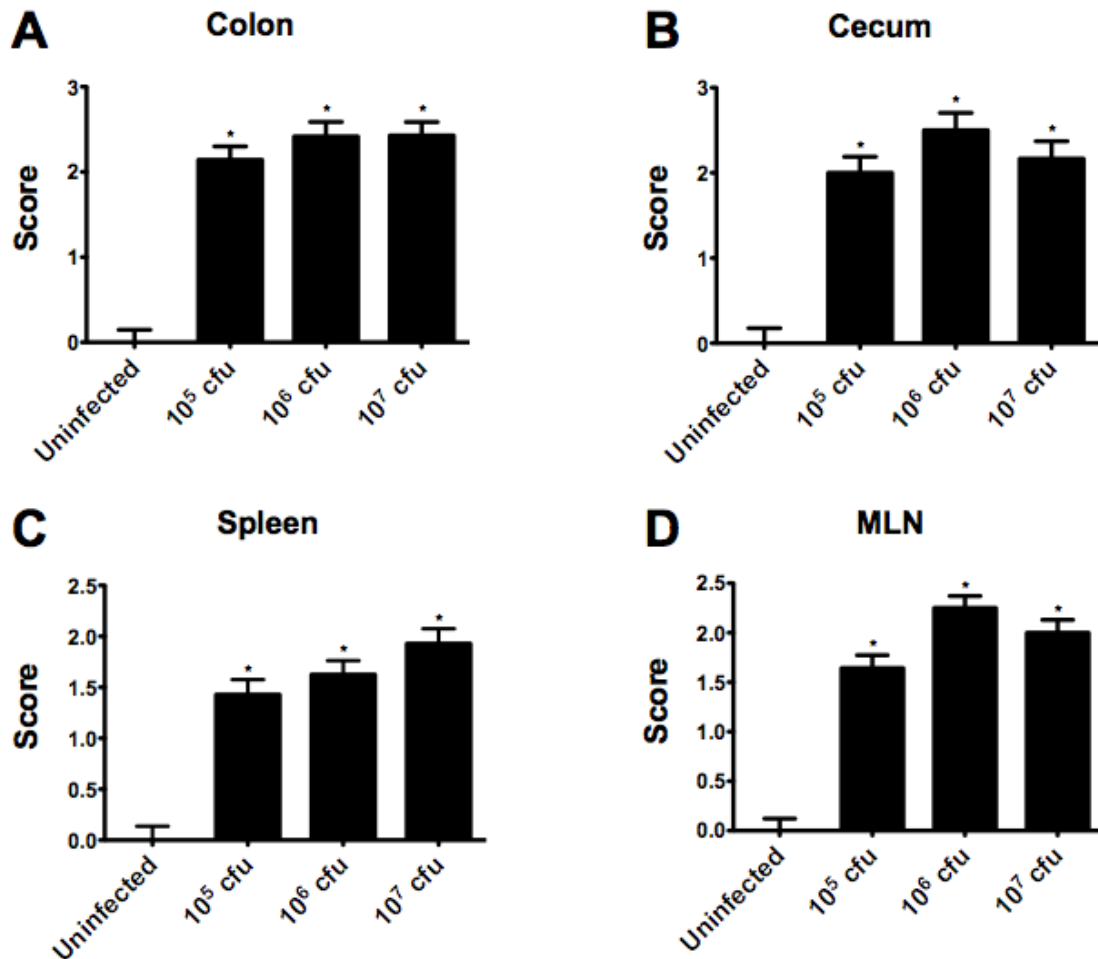 A Colon
Score
3
2
1
0
* * *
Uninfected 10⁵ cfu 10⁶ cfu 10⁷ cfu
B Cecum
Score
3
2
1
0
* * *
Uninfected 10⁵ cfu 10⁶ cfu 10⁷ cfu
C Spleen
Score
2.5
2.0
1.5
1.0
0.5
0.0
* * *
Uninfected 10⁵ cfu 10⁶ cfu 10⁷ cfu
D MLN
Score
2.5
2.0
1.5
1.0
0.5
0.0
* * *
Uninfected 10⁵ cfu 10⁶ cfu 10⁷ cfu